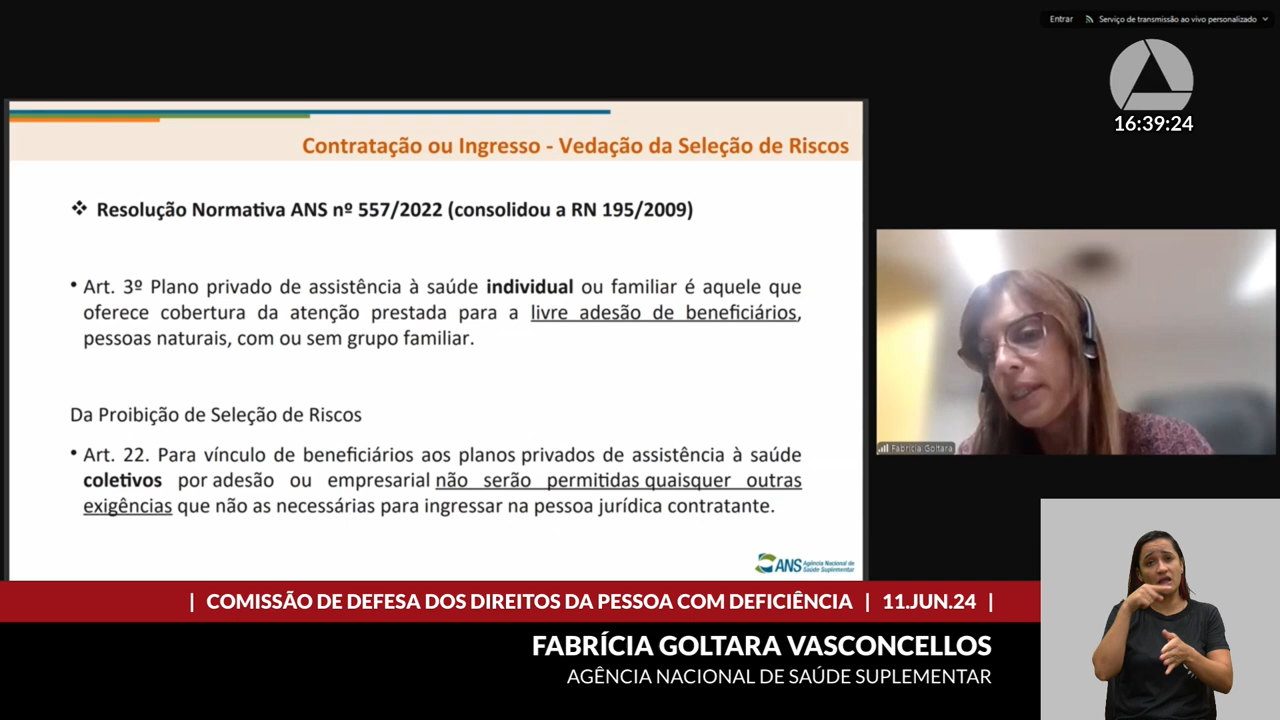 Entrar Serviço de transmissão ao vivo personalizado
16:39:24
Contratação ou Ingresso - Vedação da Seleção de Riscos
❖ Resolução Normativa ANS nº 557/2022 (consolidou a RN 195/2009)
• Art. 3º Plano privado de assistência à saúde individual ou familiar é aquele que
oferece cobertura da atenção prestada para a livre adesão de beneficiários,
pessoas naturais, com ou sem grupo familiar.
Da Proibição de Seleção de Riscos
• Art. 22. Para vínculo de beneficiários aos planos privados de assistência à saúde
coletivos por adesão ou empresarial não serão permitidas quaisquer outras
exigências que não as necessárias para ingressar na pessoa jurídica contratante.
ANS Agência Nacional de
Saúde Suplementar
Fabrícia Goltara
| COMISSÃO DE DEFESA DOS DIREITOS DA PESSOA COM DEFICIÊNCIA | 11.JUN.24 |
FABRÍCIA GOLTARA VASCONCELLOS
AGÊNCIA NACIONAL DE SAÚDE SUPLEMENTAR